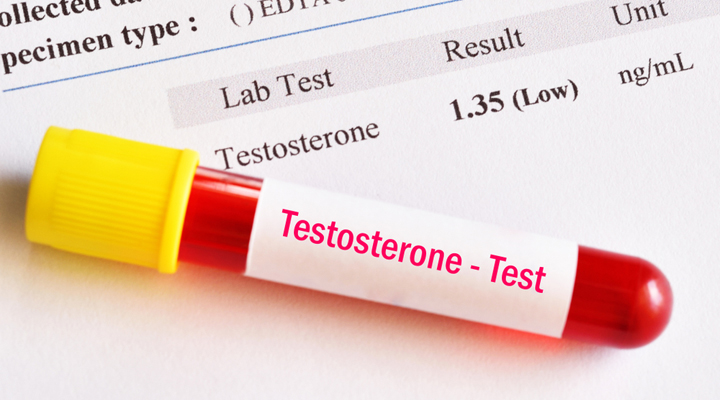 ollected da
pecimen type : ( ) EDTA
Lab Test Result Unit
Testosterone 1.35 (Low) ng/mL
Testosterone - Test